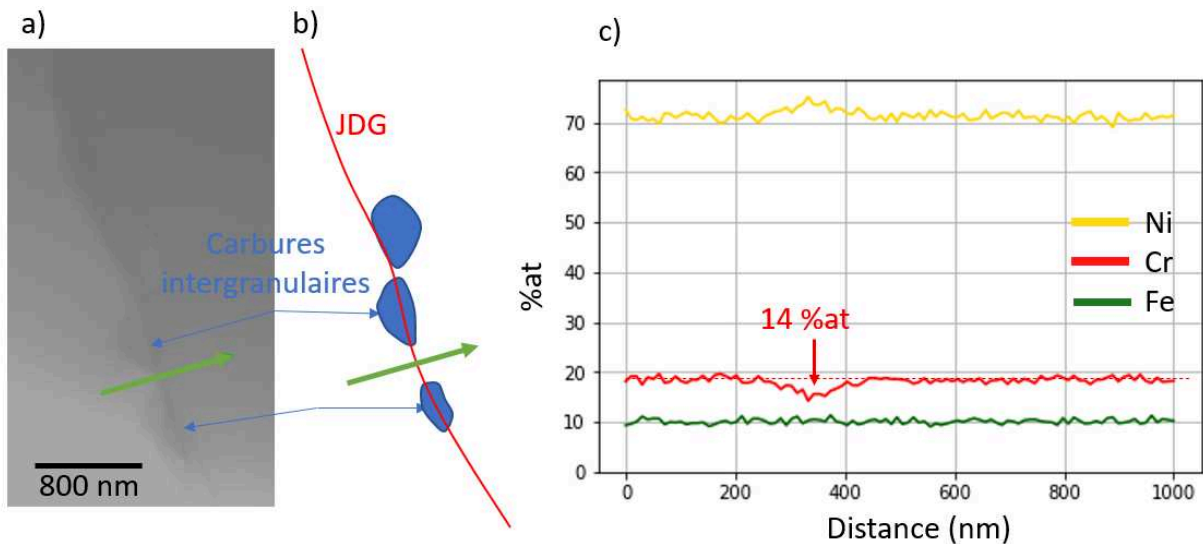 a)
b)
c)
JDG
Carbures
intergranulaires
800 nm
%at
70
60
50
40
30
20
10
0
14 %at
Ni
Cr
Fe
0
200
400
600
800
1000
Distance (nm)